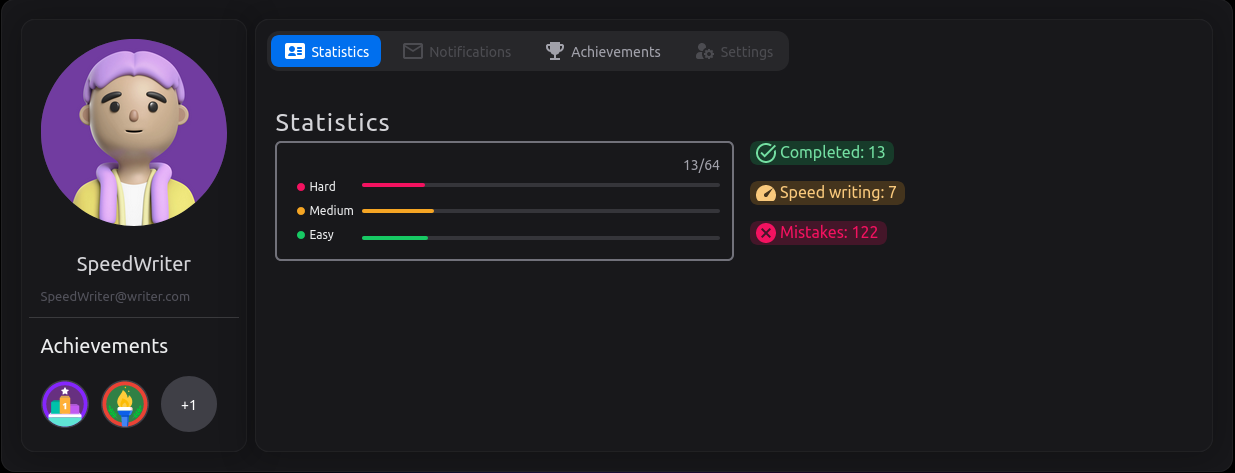 SpeedWriter
SpeedWriter@writer.com
Achievements
1
+1
Statistics Notifications Achievements Settings
Statistics
13/64
Hard
Medium
Easy
Completed: 13
Speed writing: 7
Mistakes: 122